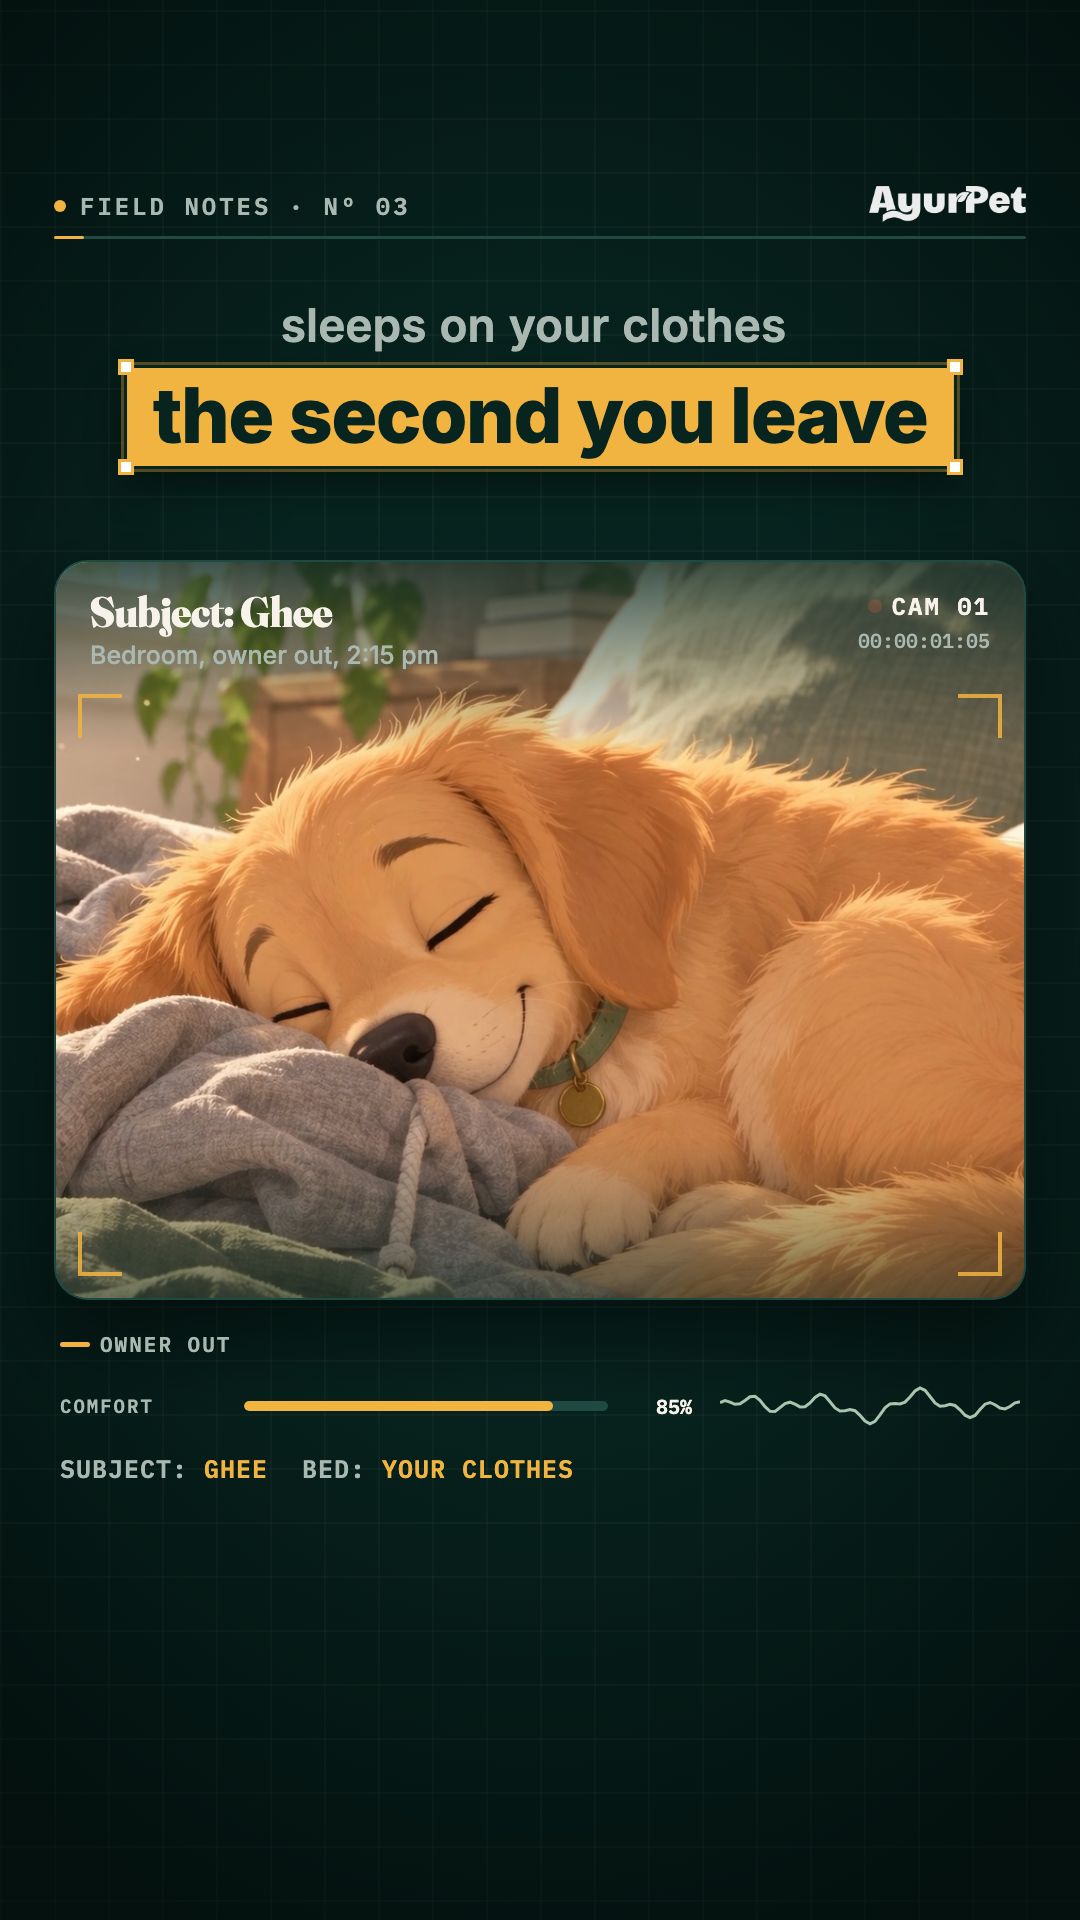 FIELD NOTES · Nº 03
AyurPet
sleeps on your clothes
the second you leave
Subject: Ghee
Bedroom, owner out, 2:15 pm
CAM 01
00:00:01:05
OWNER OUT
COMFORT 85%
SUBJECT: GHEE BED: YOUR CLOTHES